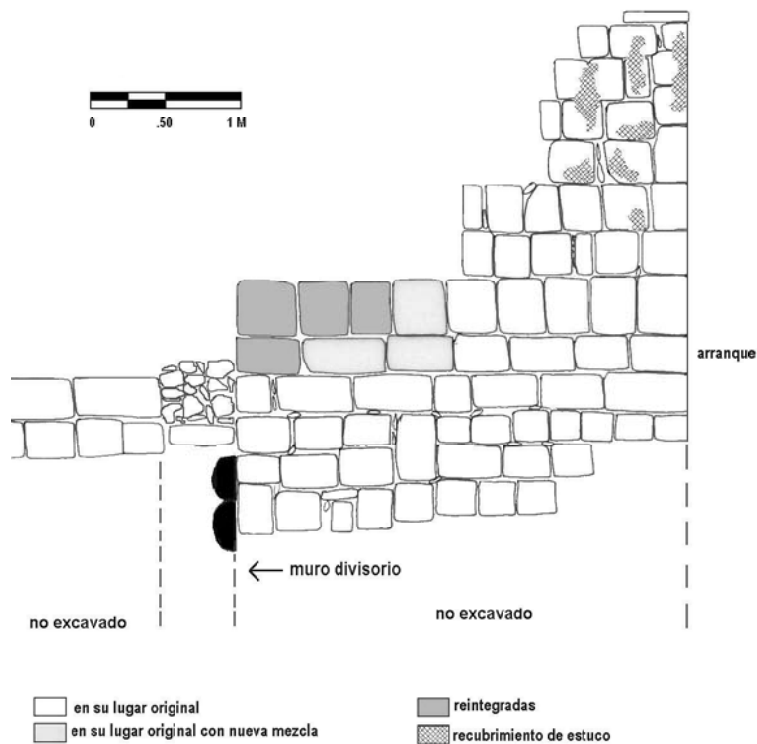 0 .50 1 M
arranque
muro divisorio
no excavado
no excavado
en su lugar original
en su lugar original con nueva mezcla
reintegradas
recubrimiento de estuco